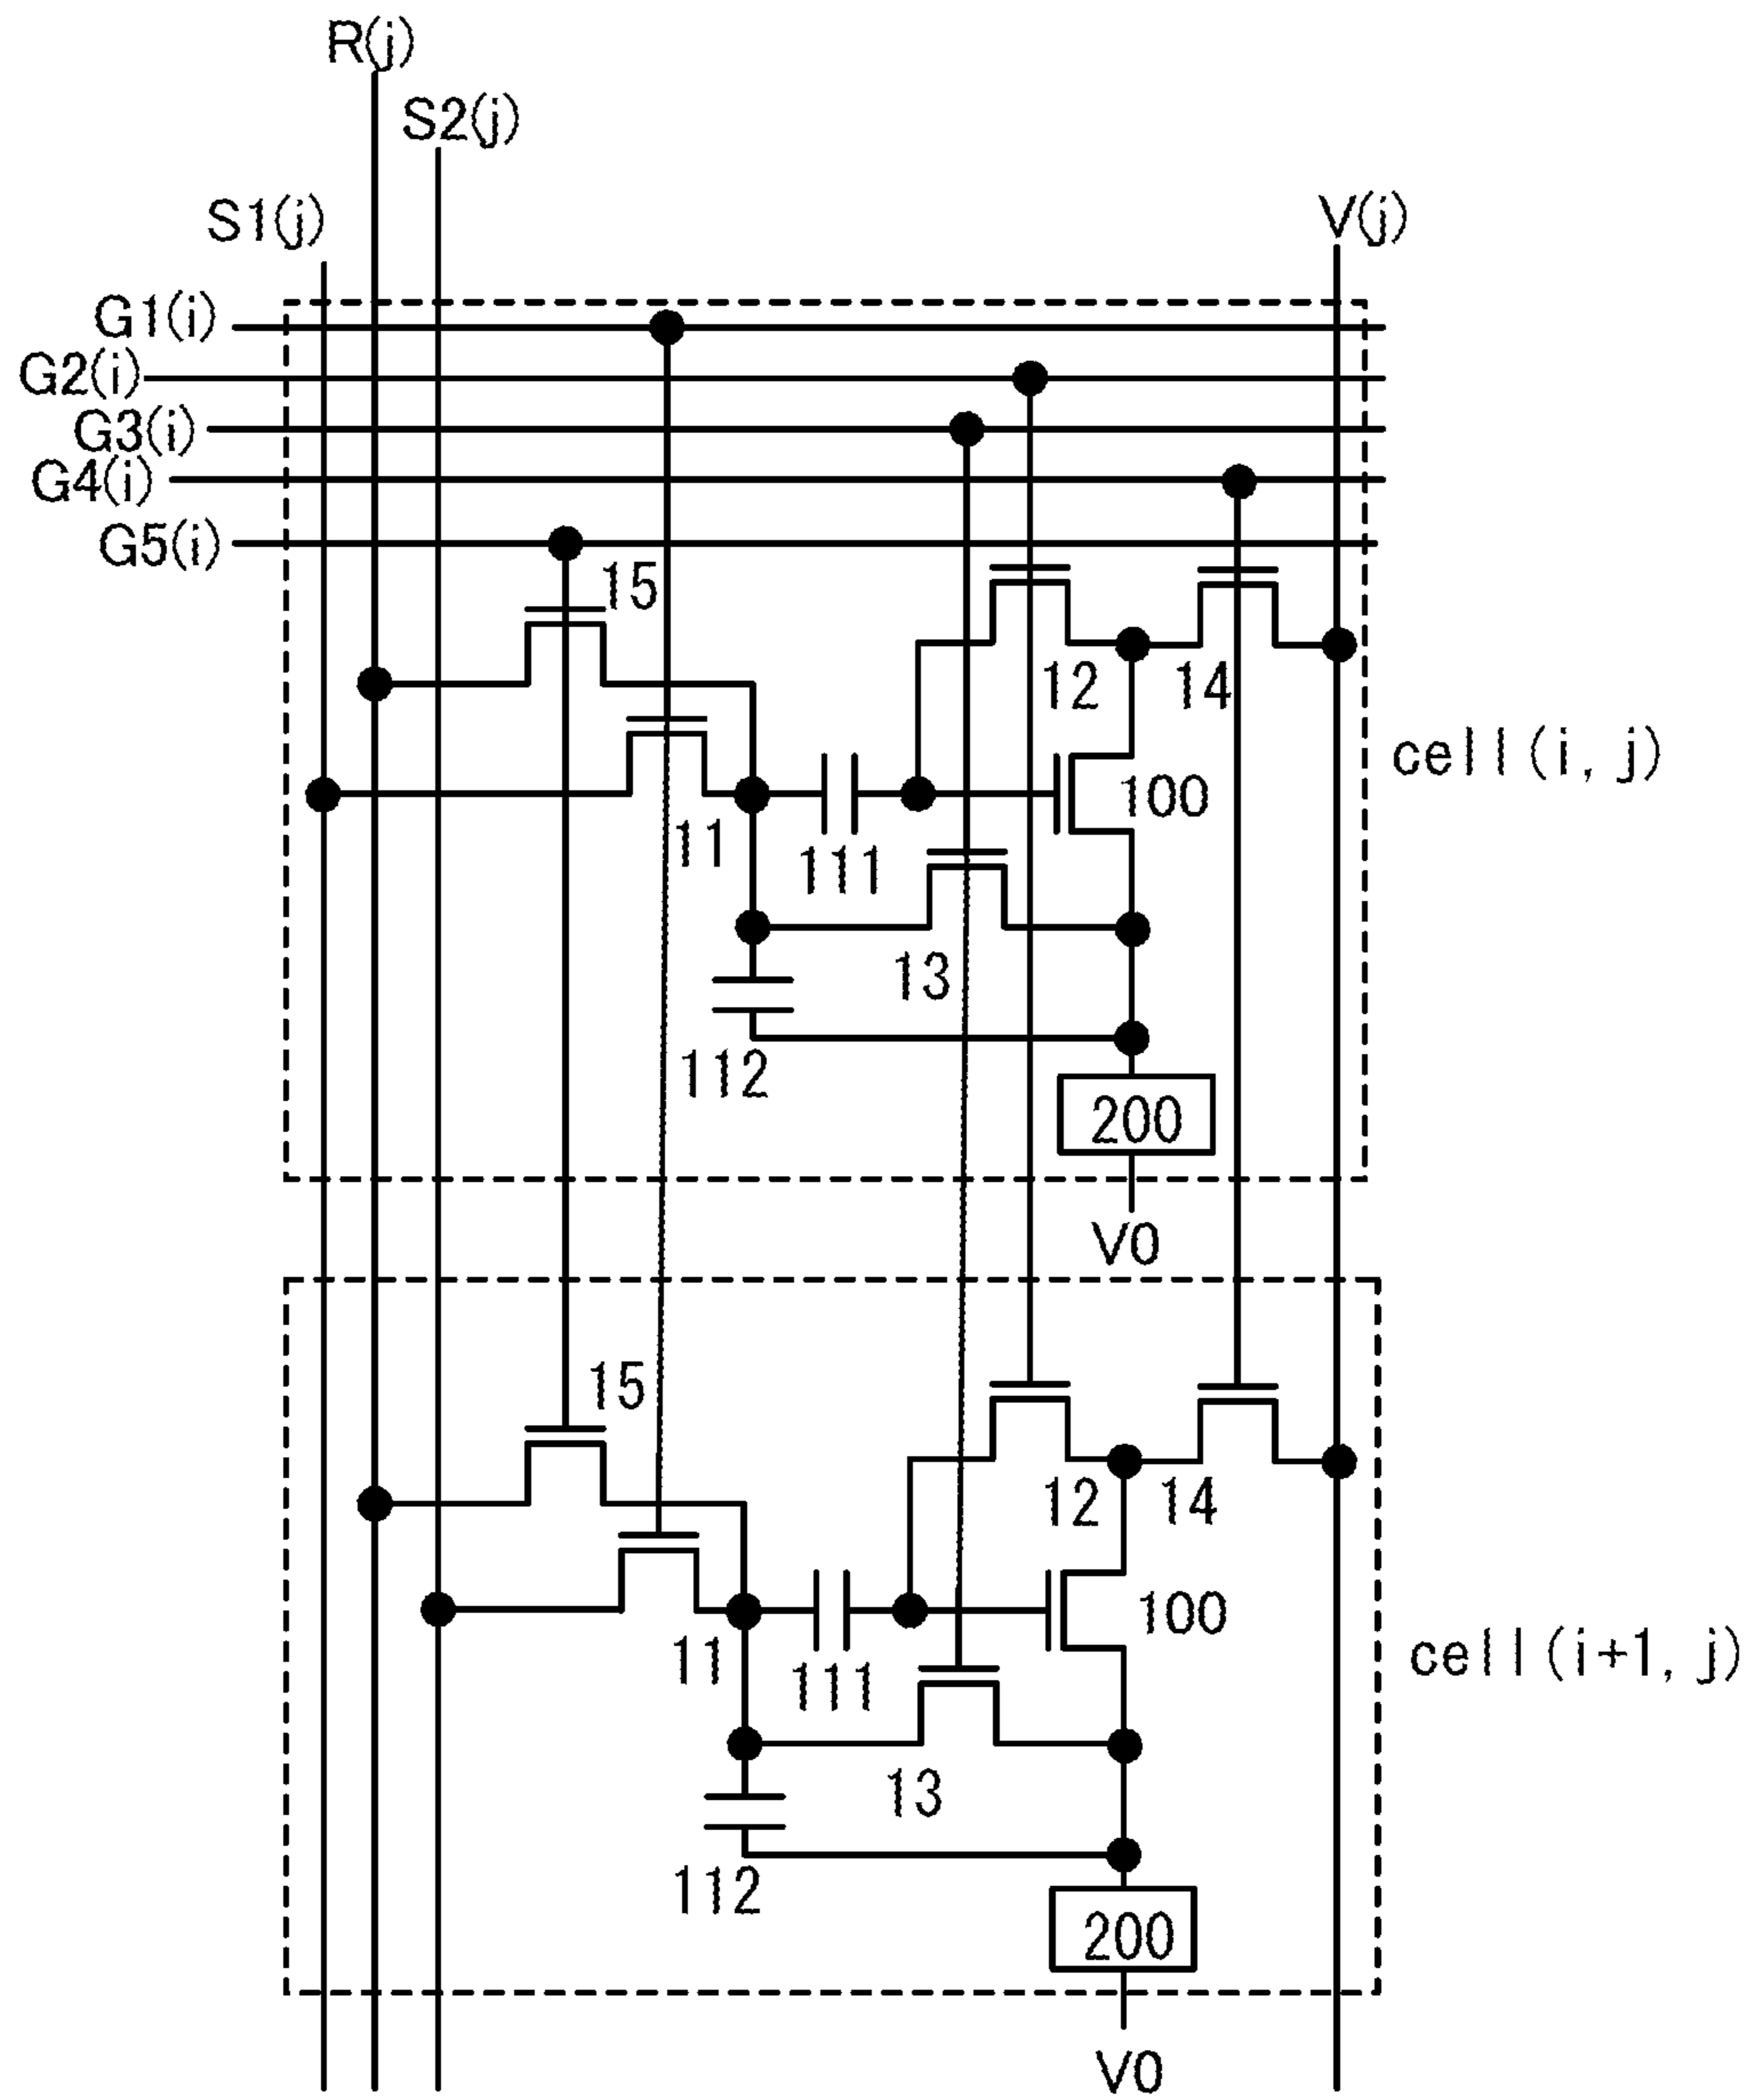 R(j)
S2(j)
S1(j)
V(j)
G1(i)
G2(i)
G3(i)
G4(i)
G5(i)
15
12
14
cell(i, j)
100
11
111
13
112
200
V0
15
12
14
100
11
111
cell(i+1, j)
13
112
200
V0